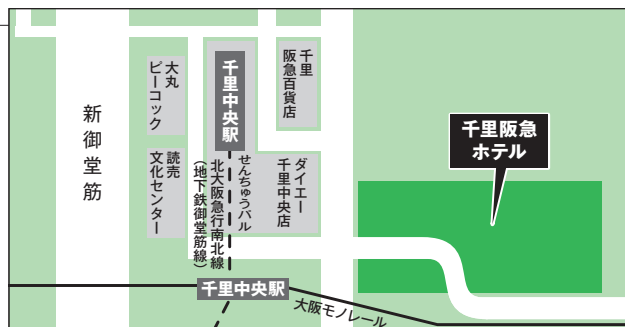 新御堂筋
大丸
ピーコック
読売
文化センター
千里中央駅
北大阪急行南北線
(地下鉄御堂筋線)
せんちゅうパル
千里
阪急百貨店
ダイエー
千里中央店
千里阪急
ホテル
千里中央駅
大阪モノレール